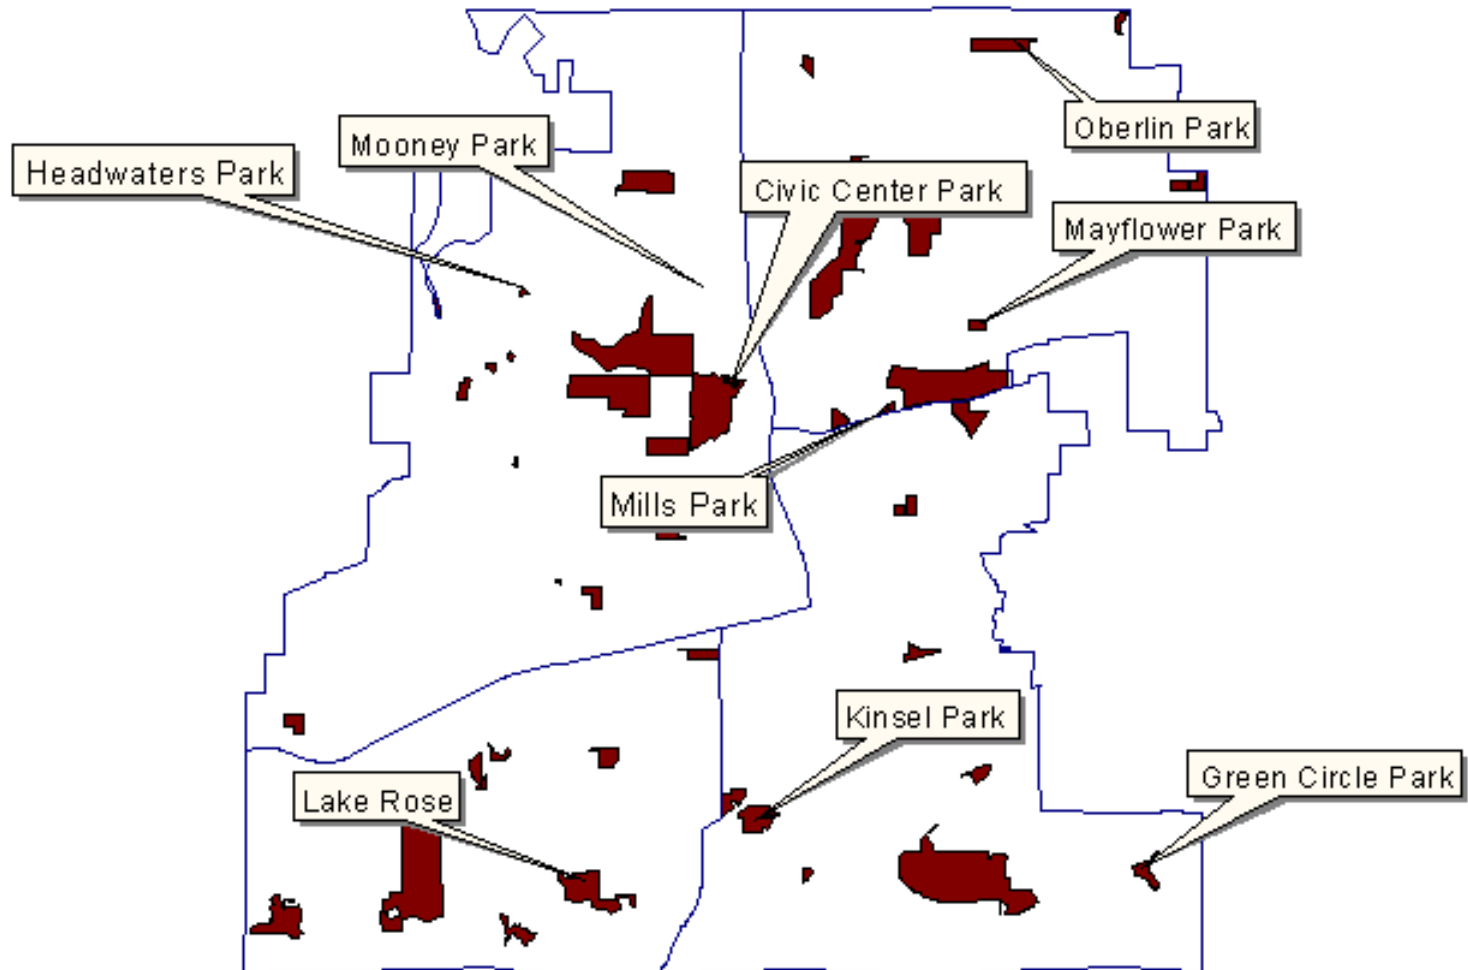 Oberlin Park
Mooney Park
Headwaters Park
Civic Center Park
Mayflower Park
Mills Park
Kinsel Park
Green Circle Park
Lake Rose